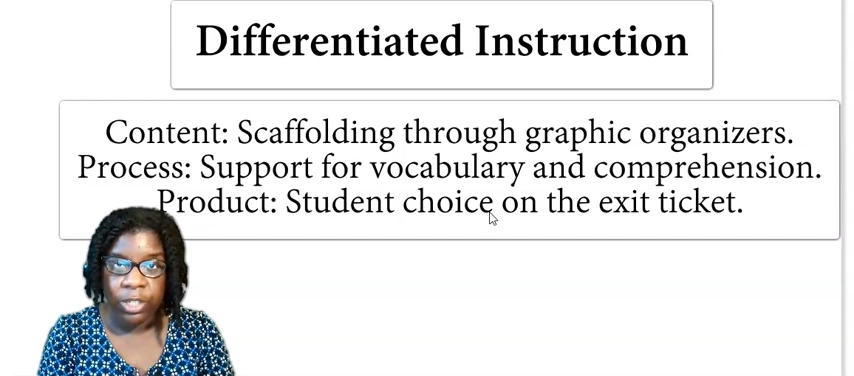 Differentiated Instruction
Content: Scaffolding through graphic organizers.
Process: Support for vocabulary and comprehension.
Product: Student choice on the exit ticket.